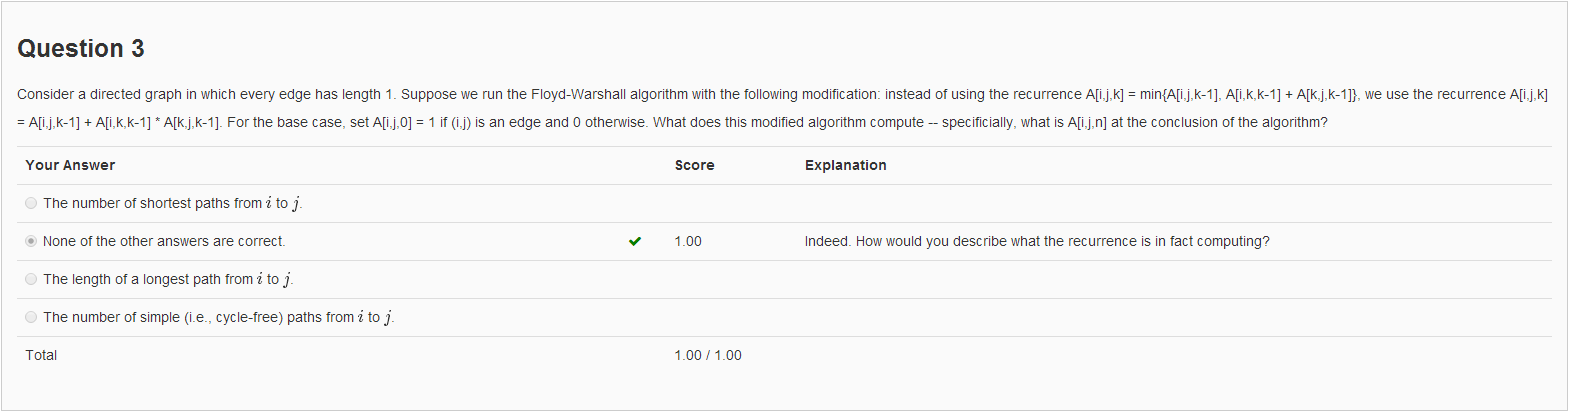 Question 3
Consider a directed graph in which every edge has length 1. Suppose we run the Floyd-Warshall algorithm with the following modification: instead of using the recurrence A[i,j,k] = min{A[i,j,k-1], A[i,k,k-1] + A[k,j,k-1]}, we use the recurrence A[i,j,k]
= A[i,j,k-1] + A[i,k,k-1] * A[k,j,k-1]. For the base case, set A[i,j,0] = 1 if (i,j) is an edge and 0 otherwise. What does this modified algorithm compute -- specificially, what is A[i,j,n] at the conclusion of the algorithm?
Your Answer Score Explanation
The number of shortest paths from i to j.
None of the other answers are correct. ✔ 1.00 Indeed. How would you describe what the recurrence is in fact computing?
The length of a longest path from i to j.
The number of simple (i.e., cycle-free) paths from i to j.
Total 1.00 / 1.00